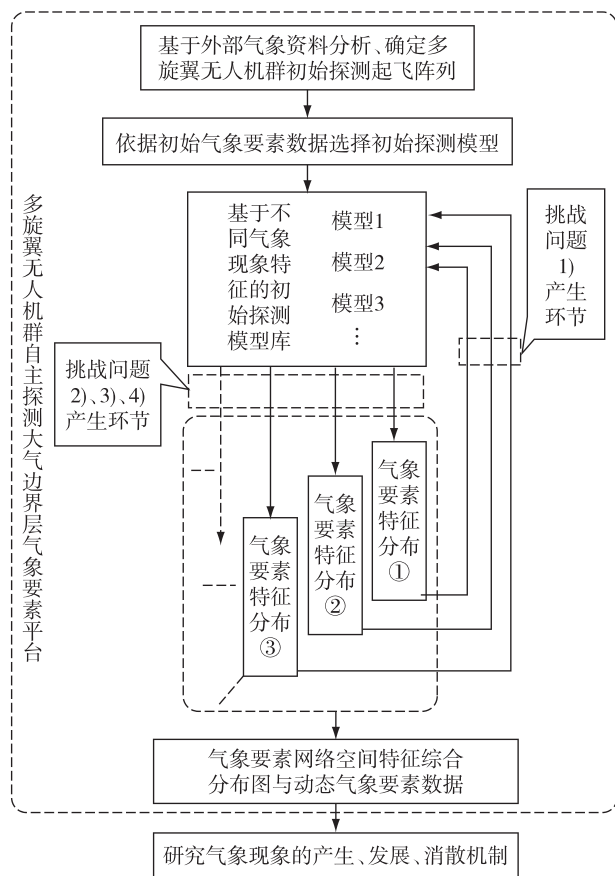 基于外部气象资料分析、确定多
旋翼无人机群初始探测起飞阵列
依据初始气象要素数据选择初始探测模型
多旋翼无人机群自主探测大气边界层气象要素平台
基于不
同气象
现象特
征的初
始探测
模型库
模型1
模型2
模型3
⋮
挑战
问题
1)
产生
环节
挑战问题
2)、3)、4)
产生环节
气象
要素
特征
分布
①
气象
要素
特征
分布
②
气象
要素
特征
分布
③
气象要素网络空间特征综合
分布图与动态气象要素数据
研究气象现象的产生、发展、消散机制